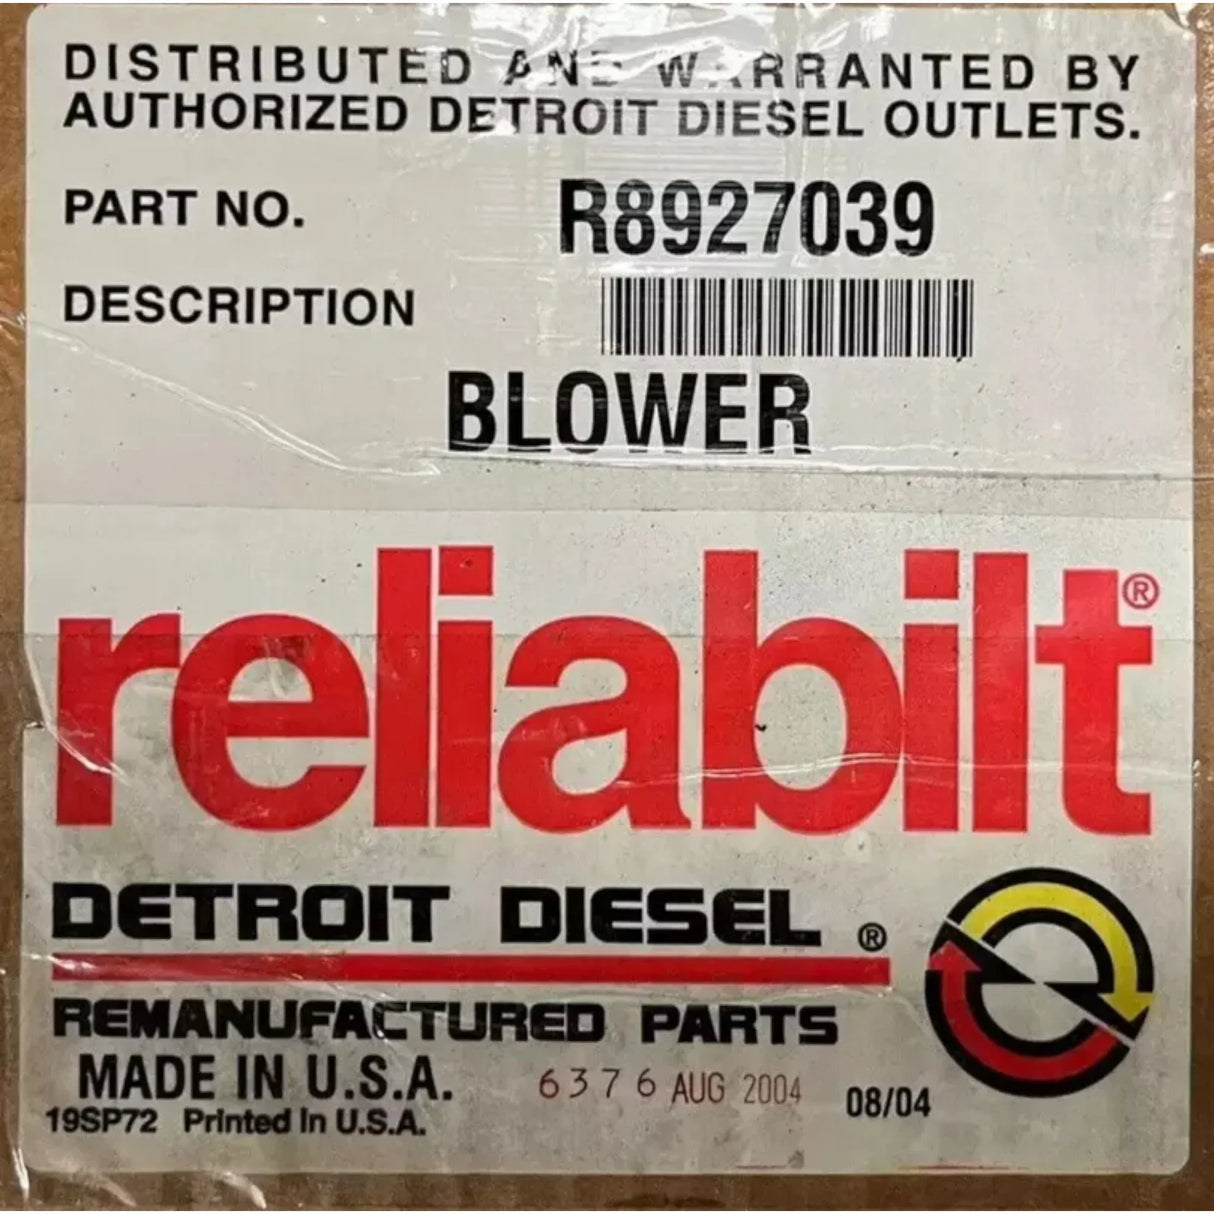 DISTRIBUTED AND WARRANTED BY
AUTHORIZED DETROIT DIESEL OUTLETS.
PART NO. R8927039
DESCRIPTION
BLOWER
reliabilt®
DETROIT DIESEL®
REMANUFACTURED PARTS
MADE IN U.S.A. 6376 AUG 2004 08/04
19SP72 Printed in U.S.A.